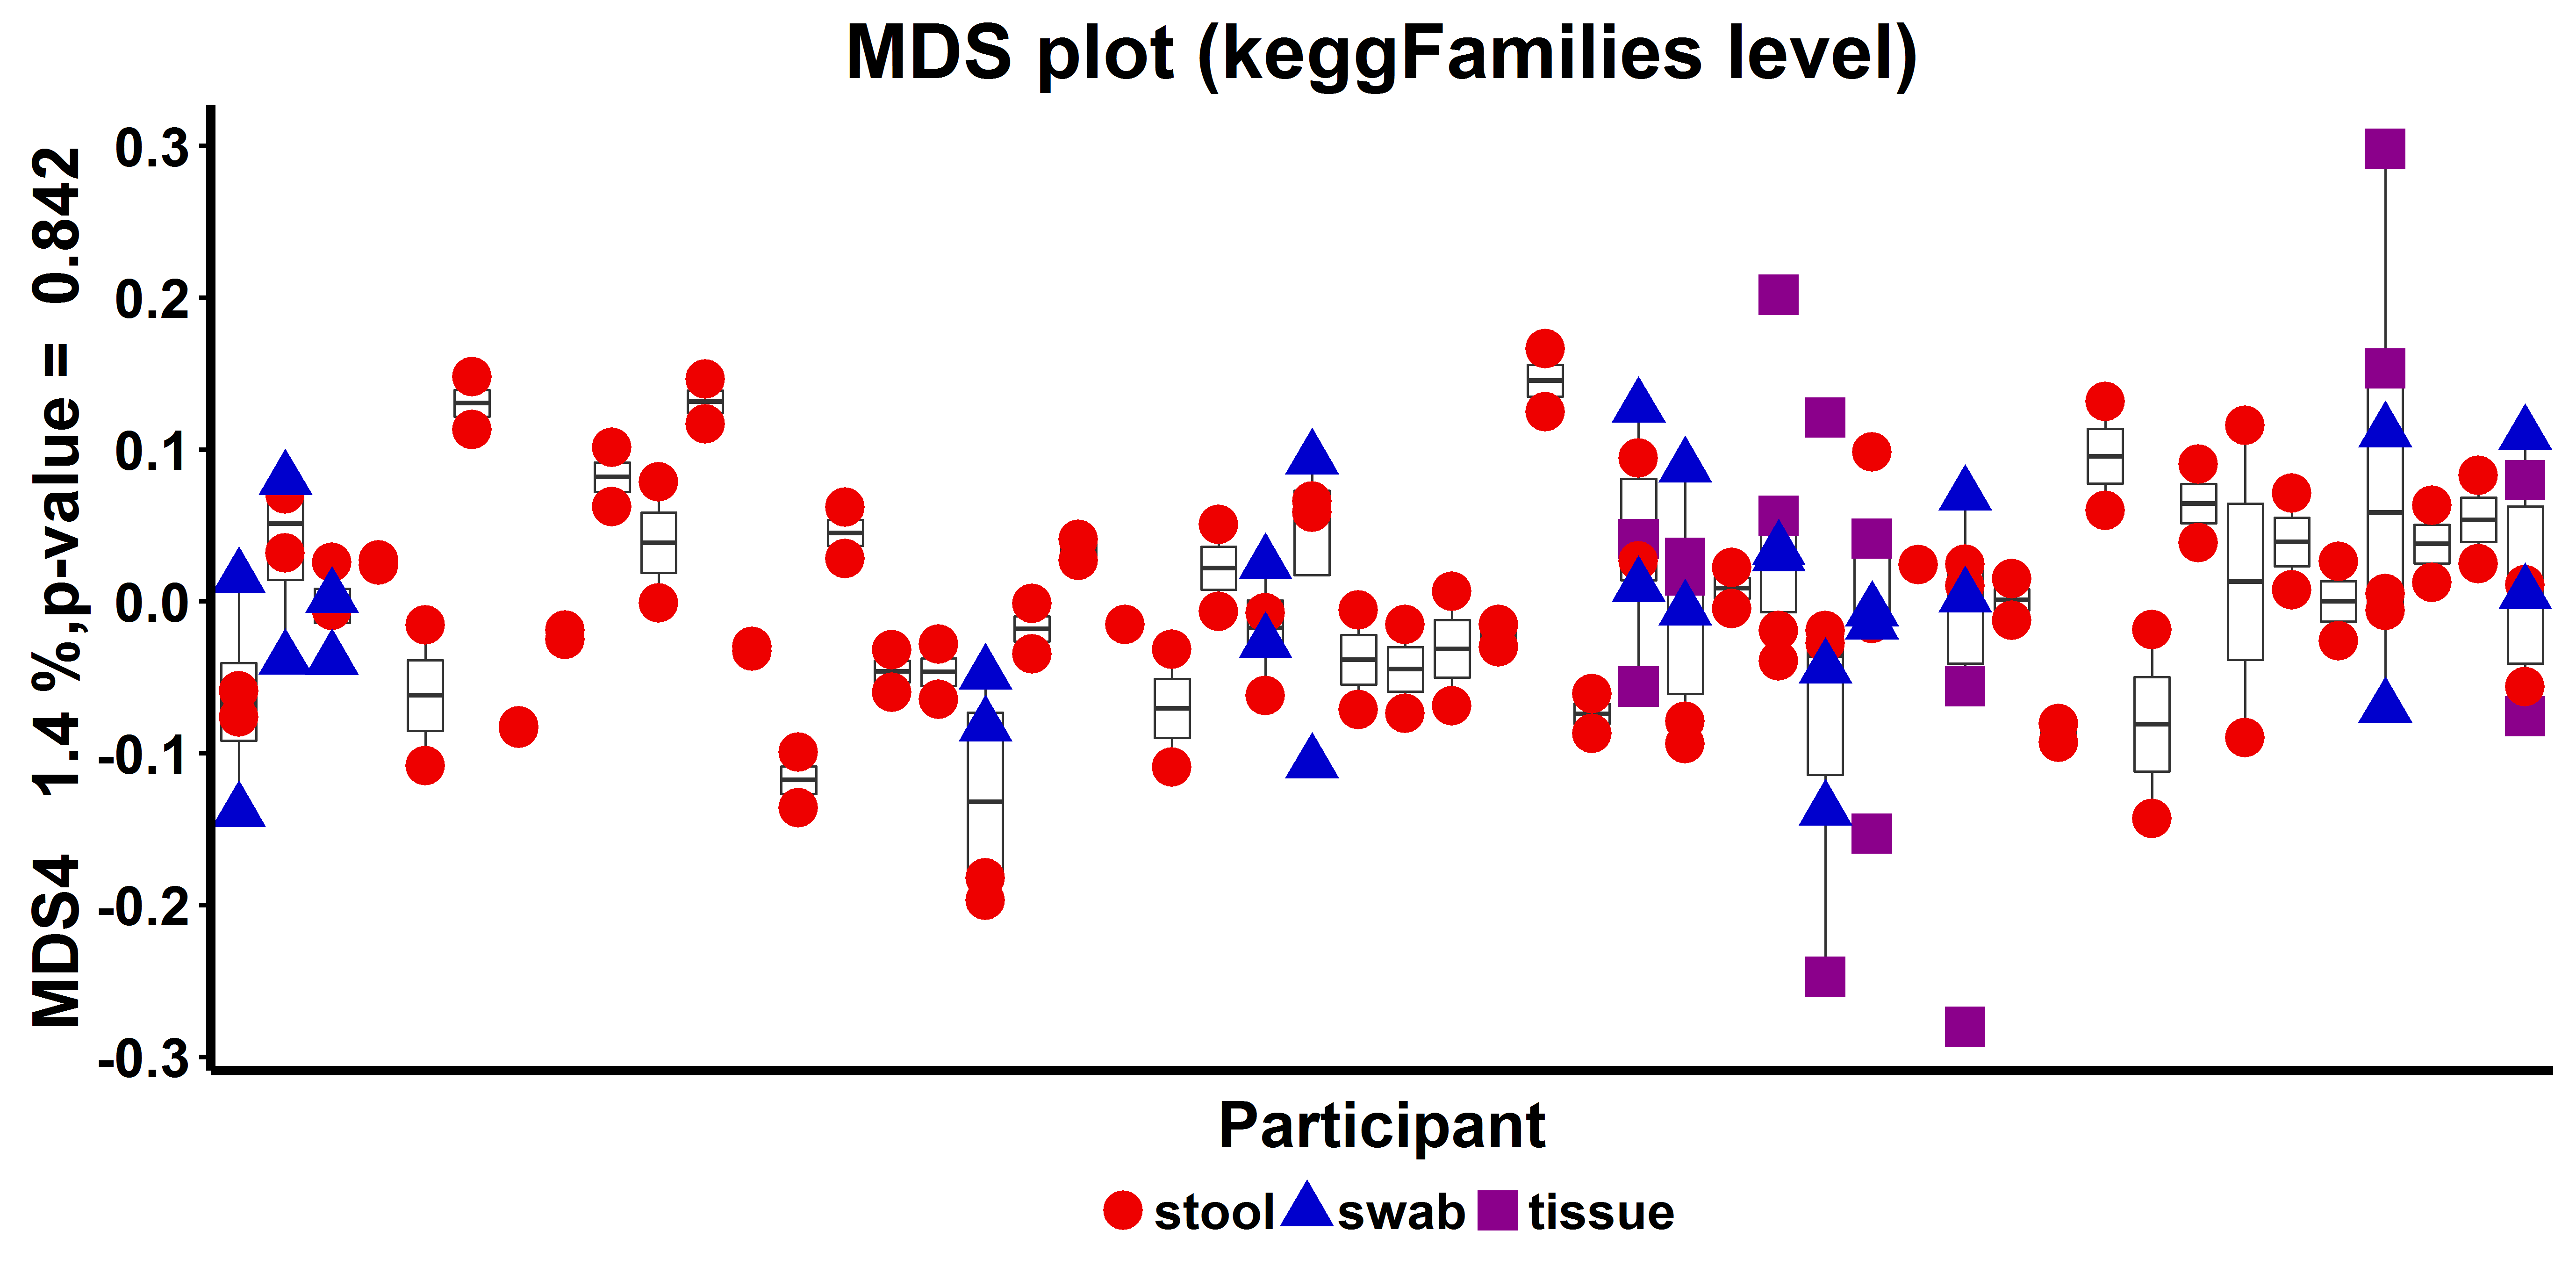 MDS plot (keggFamilies level)
MDS4 1.4 %,p-value = 0.842
0.3
0.2
0.1
0.0
-0.1
-0.2
-0.3
Participant
stool swab tissue